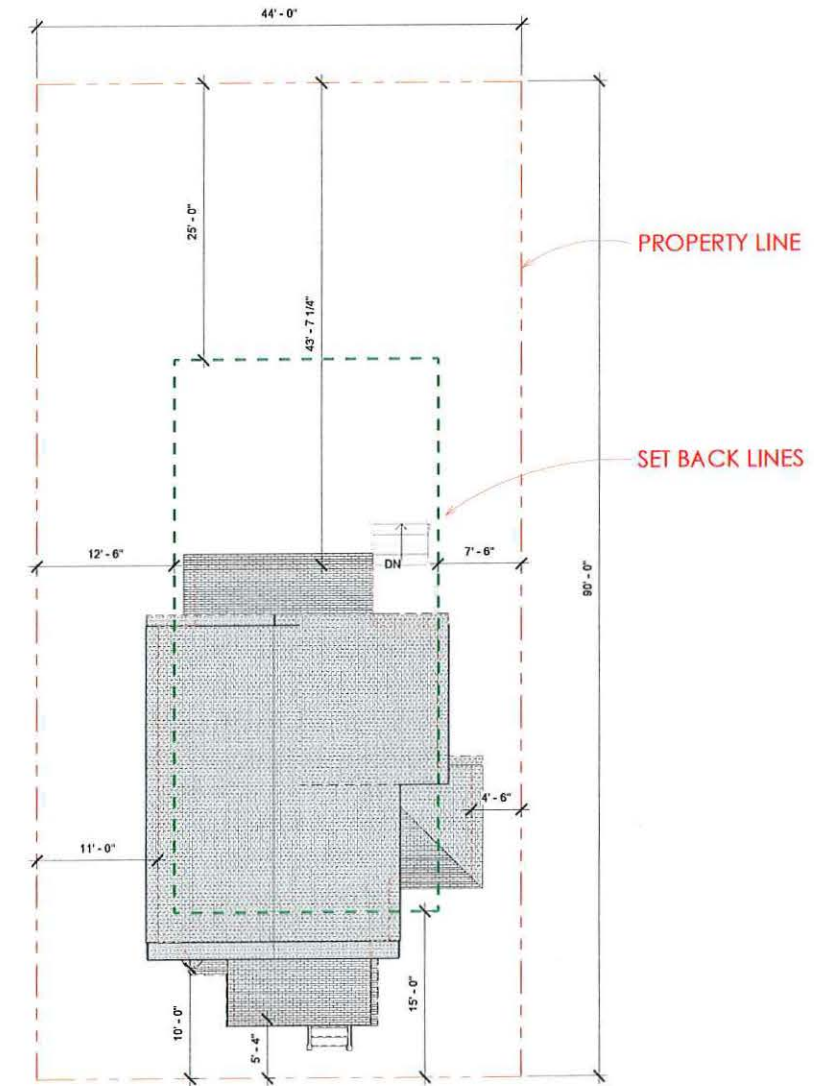 44' - 0"
25' - 0"
43' - 7 1/4"
PROPERTY LINE
SET BACK LINES
12' - 6"
DN
7' - 6"
90' - 0"
4' - 6"
11' - 0"
15' - 0"
10' - 0"
5' - 4"